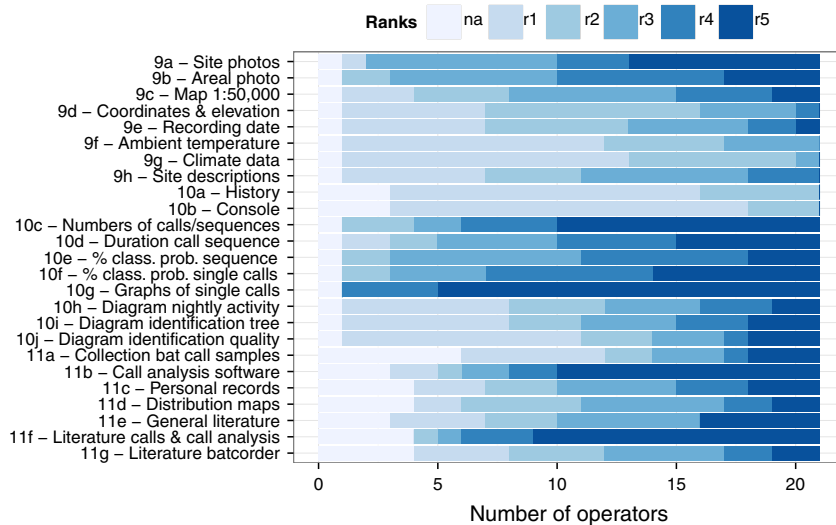 Ranks na r1 r2 r3 r4 r5
9a – Site photos
9b – Areal photo
9c – Map 1:50,000
9d – Coordinates & elevation
9e – Recording date
9f – Ambient temperature
9g – Climate data
9h – Site descriptions
10a – History
10b – Console
10c – Numbers of calls/sequences
10d – Duration call sequence
10e – % class. prob. sequence
10f – % class. prob. single calls
10g – Graphs of single calls
10h – Diagram nightly activity
10i – Diagram identification tree
10j – Diagram identification quality
11a – Collection bat call samples
11b – Call analysis software
11c – Personal records
11d – Distribution maps
11e – General literature
11f – Literature calls & call analysis
11g – Literature batcorder
0 5 10 15 20
Number of operators